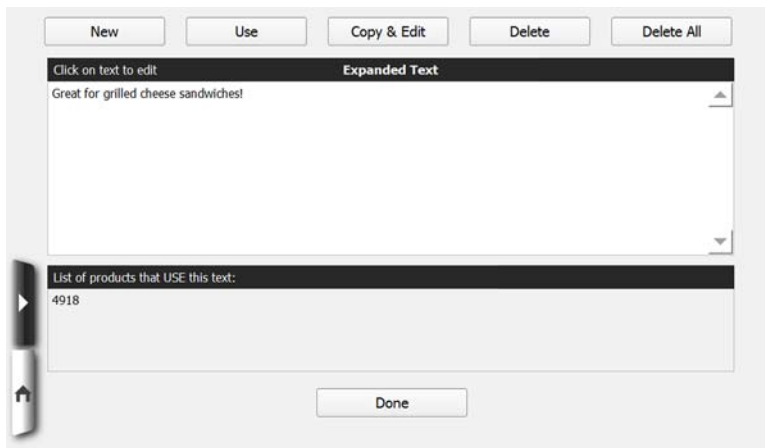 New Use Copy & Edit Delete Delete All
Click on text to edit Expanded Text
Great for grilled cheese sandwiches!
List of products that USE this text:
4918
Done